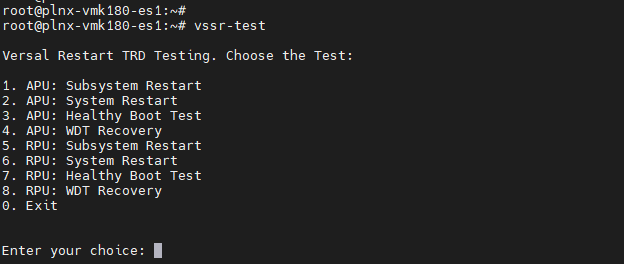 root@plnx-vmk180-es1:~#
root@plnx-vmk180-es1:~# vssr-test
Versal Restart TRD Testing. Choose the Test:
1. APU: Subsystem Restart
2. APU: System Restart
3. APU: Healthy Boot Test
4. APU: WDT Recovery
5. RPU: Subsystem Restart
6. RPU: System Restart
7. RPU: Healthy Boot Test
8. RPU: WDT Recovery
0. Exit
Enter your choice: